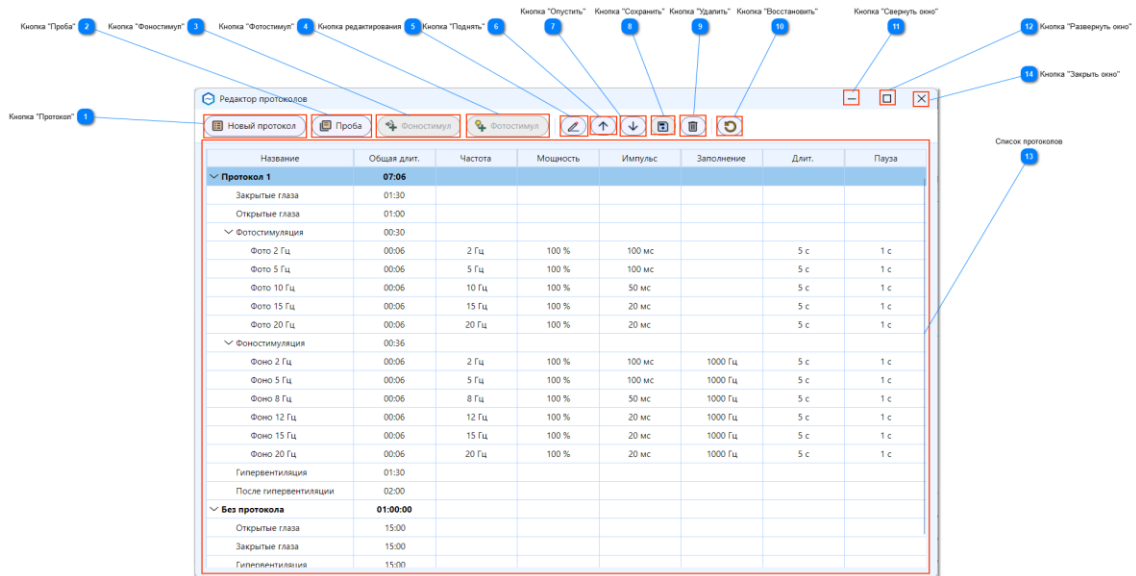 Кнопка "Опустить" Кнопка "Сохранить" Кнопка "Удалить" Кнопка "Восстановить" Кнопка "Свернуть окно"
Кнопка "Проба" 2 Кнопка "Фоностимул" 3 Кнопка "Фотостимул" 4 Кнопка редактирования 5 Кнопка "Поднять" 6 7 8 9 10 11 12 Кнопка "Развернуть окно"
14 Кнопка "Закрыть окно"
Редактор протоколов
Кнопка "Протокол" 1
Новый протокол Проба Фоностимул Фотостимул
Список протоколов
13
Название Общая длит. Частота Мощность Импульс Заполнение Длит. Пауза
Протокол 1 07:06
Закрытые глаза 01:30
Открытые глаза 01:00
Фотостимуляция 00:30
Фото 2 Гц 00:06 2 Гц 100 % 100 мс 5 с 1 с
Фото 5 Гц 00:06 5 Гц 100 % 100 мс 5 с 1 с
Фото 10 Гц 00:06 10 Гц 100 % 50 мс 5 с 1 с
Фото 15 Гц 00:06 15 Гц 100 % 20 мс 5 с 1 с
Фото 20 Гц 00:06 20 Гц 100 % 20 мс 5 с 1 с
Фоностимуляция 00:36
Фоно 2 Гц 00:06 2 Гц 100 % 100 мс 1000 Гц 5 с 1 с
Фоно 5 Гц 00:06 5 Гц 100 % 100 мс 1000 Гц 5 с 1 с
Фоно 8 Гц 00:06 8 Гц 100 % 50 мс 1000 Гц 5 с 1 с
Фоно 12 Гц 00:06 12 Гц 100 % 20 мс 1000 Гц 5 с 1 с
Фоно 15 Гц 00:06 15 Гц 100 % 20 мс 1000 Гц 5 с 1 с
Фоно 20 Гц 00:06 20 Гц 100 % 20 мс 1000 Гц 5 с 1 с
Гипервентиляция 01:30
После гипервентиляции 02:00
Без протокола 01:00:00
Открытые глаза 15:00
Закрытые глаза 15:00
Гипервентиляция 15:00